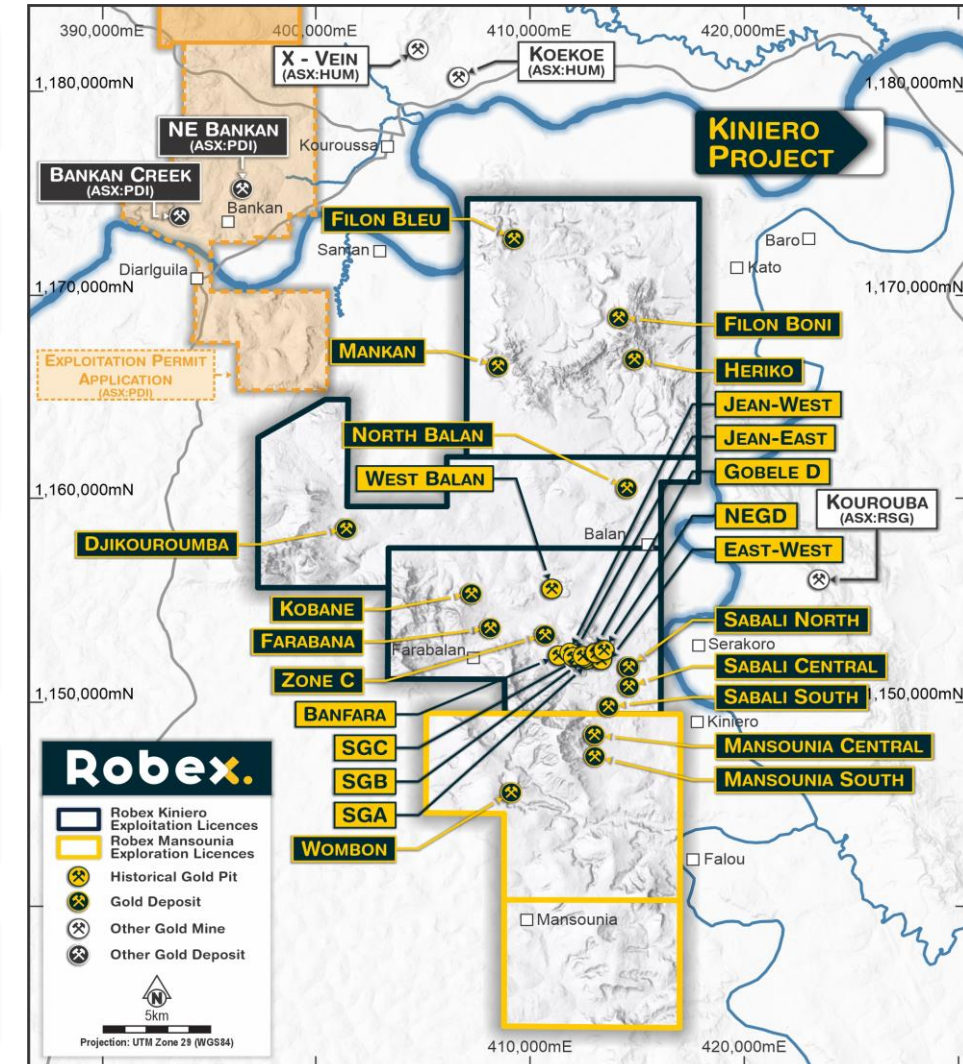 390,000mE
400,000mE
410,000mE
420,000mE
1,180,000mN
1,180,000mN
X - Vein
(ASX:HUM)
Koekoe
(ASX:HUM)
Kiniero
Project
NE Bankan
(ASX:PDI)
Kouroussa
Bankan Creek
(ASX:PDI)
Bankan
Filon Bleu
Saman
Baro
Kato
Diarlguila
1,170,000mN
1,170,000mN
Filon Boni
Mankan
Heriko
Exploitation Permit
Application
(ASX:PDI)
Jean-West
Jean-East
North Balan
West Balan
Gobele D
1,160,000mN
1,160,000mN
Kourouba
(ASX:RSG)
NEGD
Balan
Djikouroumba
East-West
Kobane
Sabali North
Farabana
Farabalan
Serakoro
Sabali Central
Zone C
Sabali South
1,150,000mN
1,150,000mN
Banfara
Kiniero
Mansounia Central
SGC
Mansounia South
SGB
SGA
Wombon
Falou
Mansounia
Robex.
Robex Kiniero
Exploitation Licences
Robex Mansounia
Exploration Licences
Historical Gold Pit
Gold Deposit
Other Gold Mine
Other Gold Deposit
N
5km
Projection: UTM Zone 29 (WGS84)
410,000mE
420,000mE